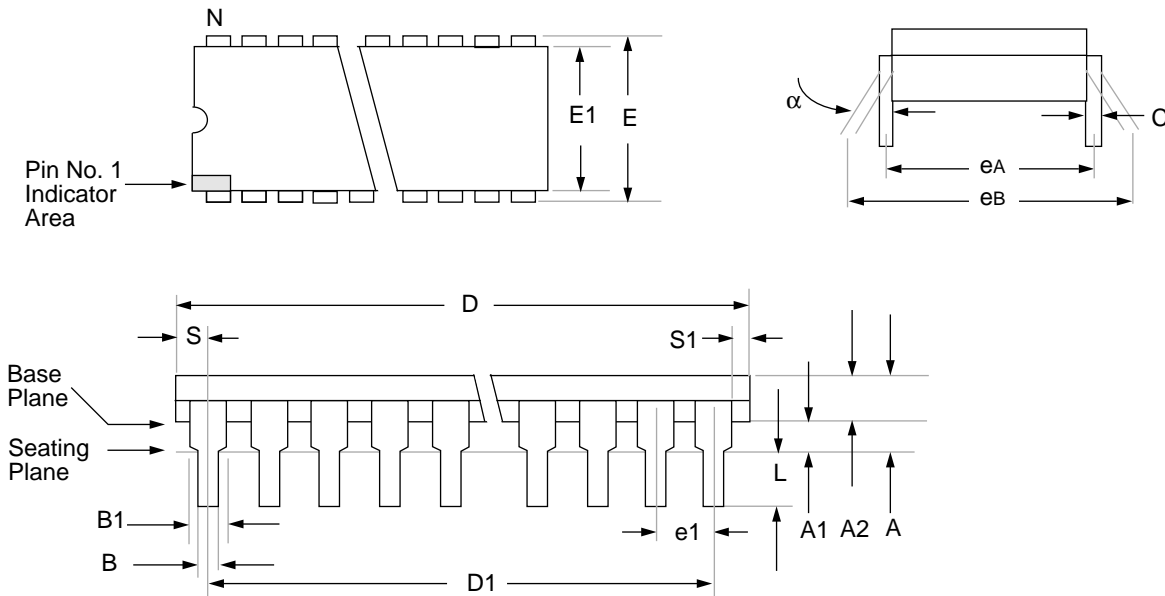 N
E1
E
α
C
eA
eB
Pin No. 1
Indicator
Area
D
S
S1
Base
Plane
Seating
Plane
L
B1
B
e1
A1
A2
A
D1